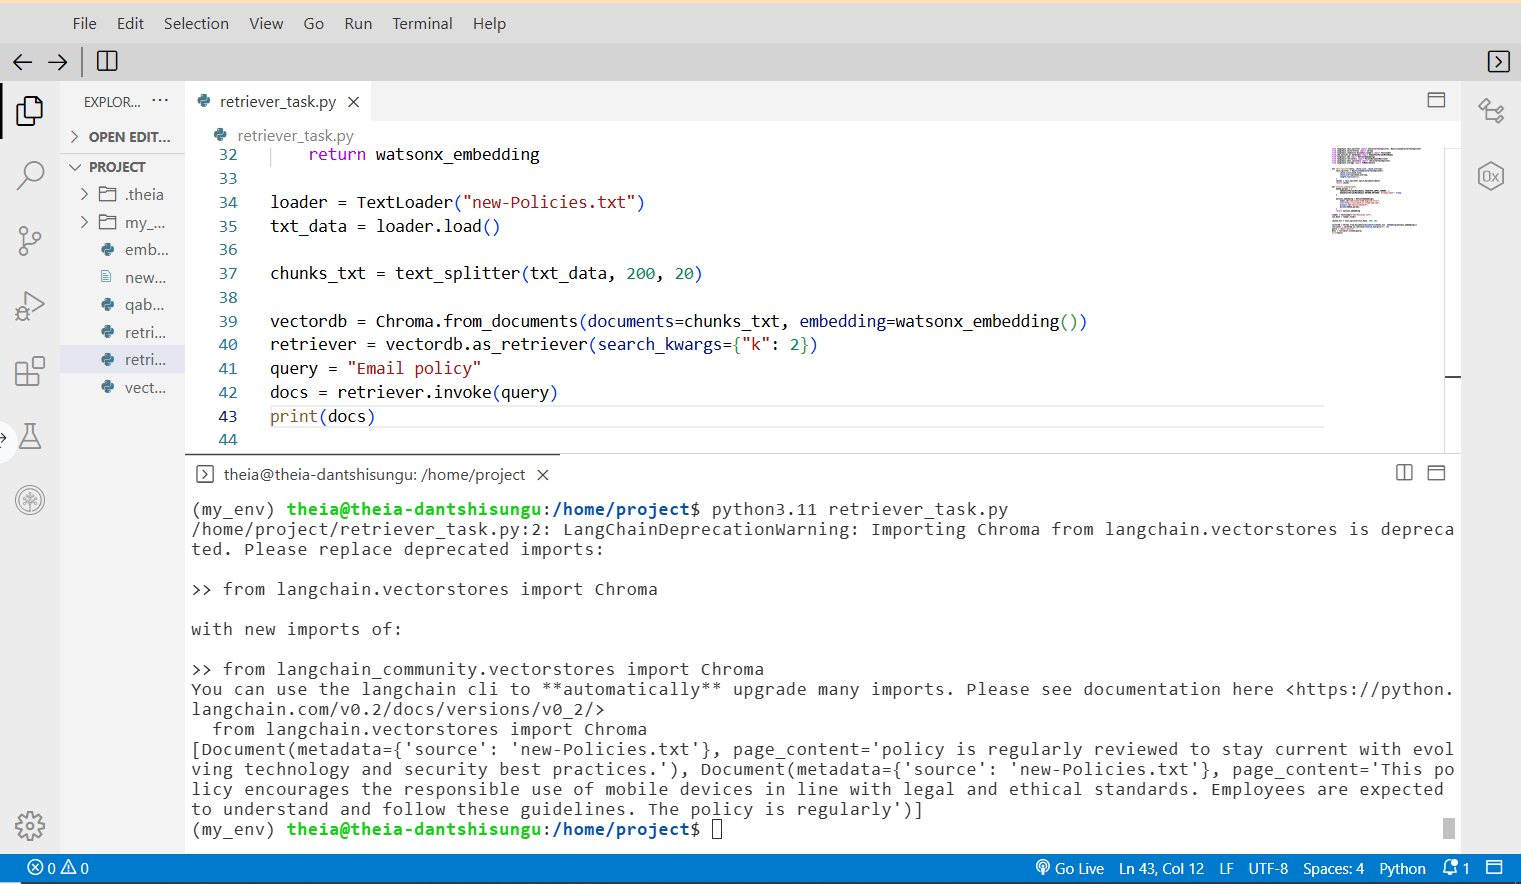 File Edit Selection View Go Run Terminal Help
EXPLOR... ···
OPEN EDIT...
PROJECT
.theia
my_...
emb...
new...
qab...
retri...
retri...
vect...
retriever_task.py
retriever_task.py
32 return watsonx_embedding
33
34 loader = TextLoader("new-Policies.txt")
35 txt_data = loader.load()
36
37 chunks_txt = text_splitter(txt_data, 200, 20)
38
39 vectordb = Chroma.from_documents(documents=chunks_txt, embedding=watsonx_embedding())
40 retriever = vectordb.as_retriever(search_kwargs={"k": 2})
41 query = "Email policy"
42 docs = retriever.invoke(query)
43 print(docs)
44
0x
theia@theia-dantshisungu: /home/project
(my_env) theia@theia-dantshisungu:/home/project$ python3.11 retriever_task.py
/home/project/retriever_task.py:2: LangChainDeprecationWarning: Importing Chroma from langchain.vectorstores is depreca
ted. Please replace deprecated imports:
>> from langchain.vectorstores import Chroma
with new imports of:
>> from langchain_community.vectorstores import Chroma
You can use the langchain cli to **automatically** upgrade many imports. Please see documentation here <https://python.
langchain.com/v0.2/docs/versions/v0_2/>
from langchain.vectorstores import Chroma
[Document(metadata={'source': 'new-Policies.txt'}, page_content='policy is regularly reviewed to stay current with evol
ving technology and security best practices.'), Document(metadata={'source': 'new-Policies.txt'}, page_content='This po
licy encourages the responsible use of mobile devices in line with legal and ethical standards. Employees are expected
to understand and follow these guidelines. The policy is regularly')]
(my_env) theia@theia-dantshisungu:/home/project$
0 0 Go Live Ln 43, Col 12 LF UTF-8 Spaces: 4 Python 1